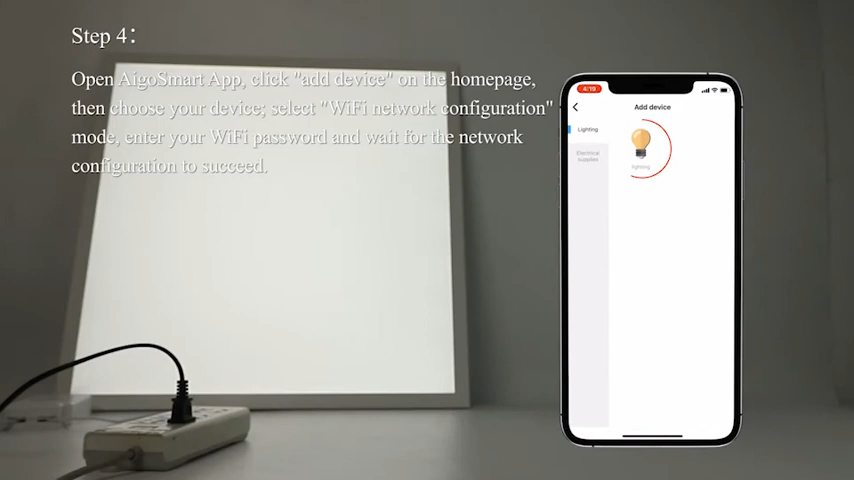 Step 4：
Open AigoSmart App, click "add device" on the homepage,
then choose your device; select "WiFi network configuration"
mode, enter your WiFi password and wait for the network
configuration to succeed.
4:19
Add device
Lighting
Electrical
supplies
lighting